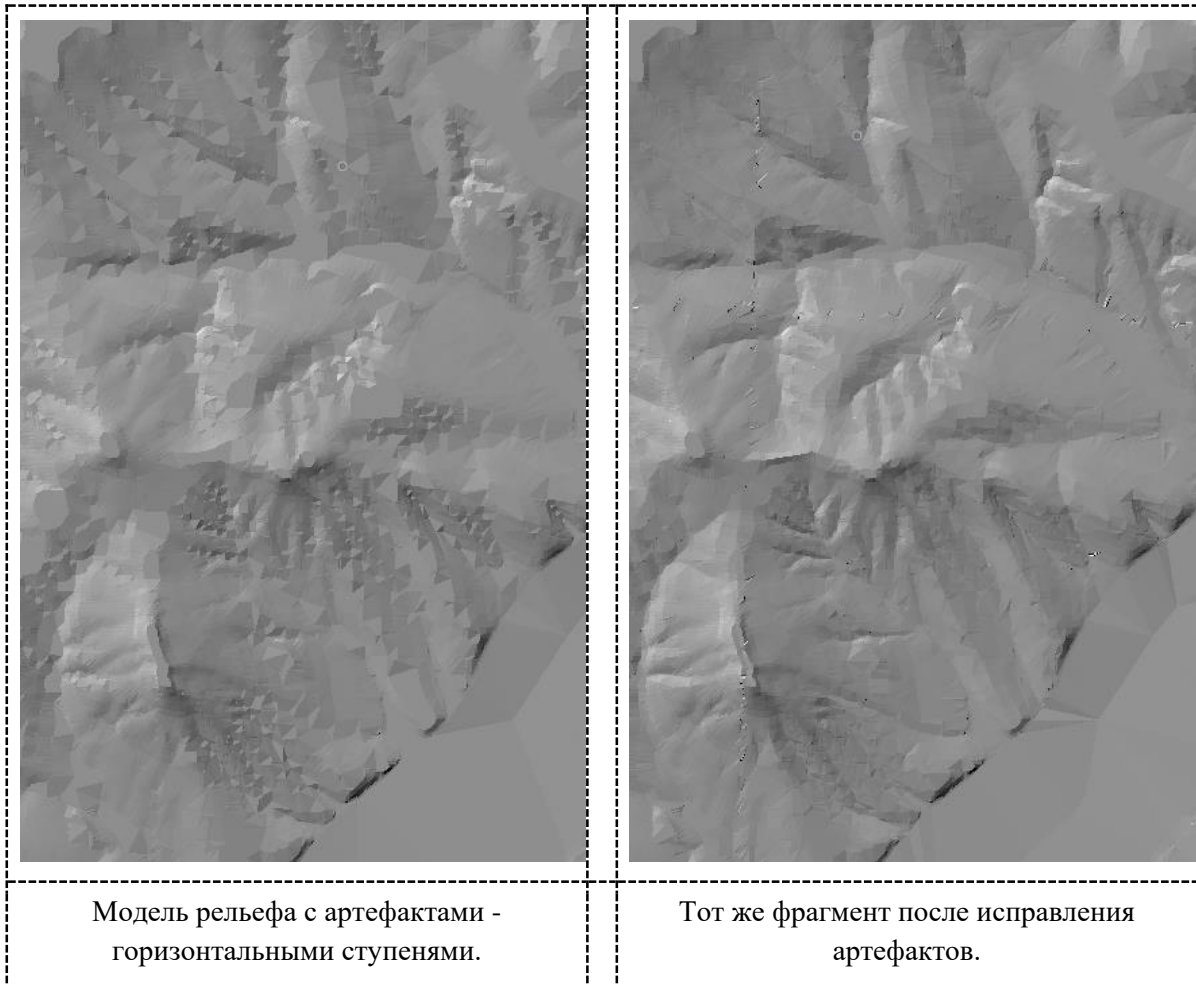 Модель рельефа с артефактами -
горизонтальными ступенями.
Тот же фрагмент после исправления
артефактов.